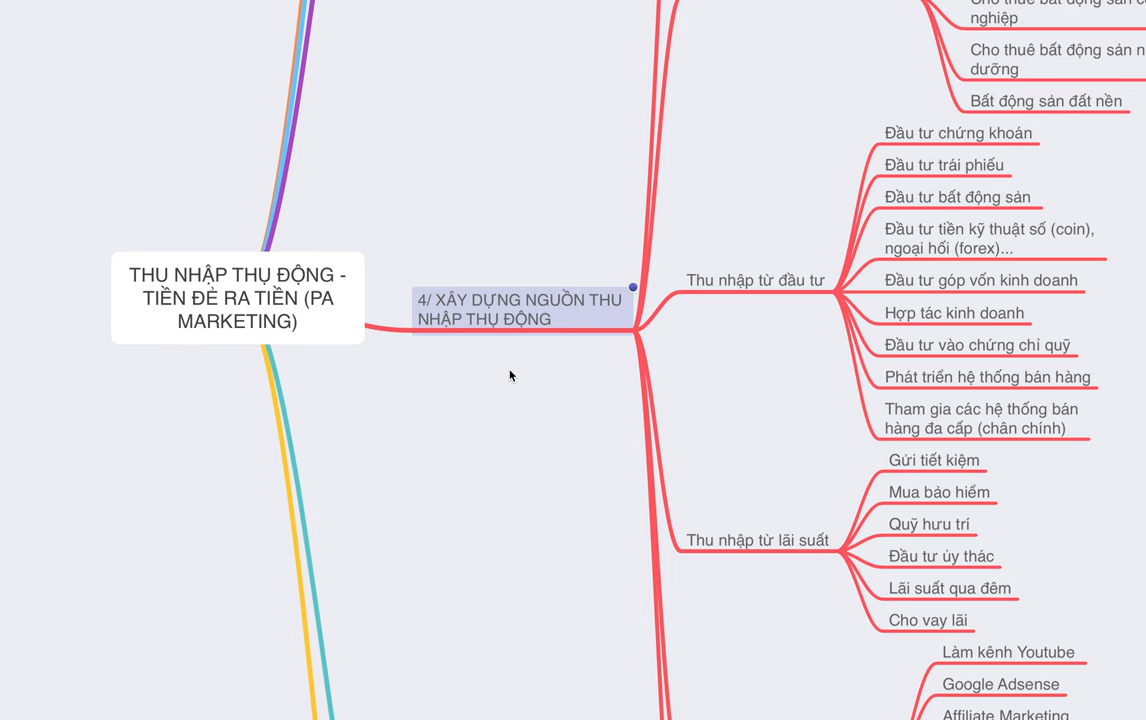 THU NHẬP THỤ ĐỘNG -
TIỀN ĐẺ RA TIỀN (PA
MARKETING)
4/ XÂY DỰNG NGUỒN THU
NHẬP THỤ ĐỘNG
Cho thuê bất động sản
nghiệp
Cho thuê bất động sản
dưỡng
Bất động sản đất nền
Thu nhập từ đầu tư
Đầu tư chứng khoán
Đầu tư trái phiếu
Đầu tư bất động sản
Đầu tư tiền kỹ thuật số (coin),
ngoại hối (forex)...
Đầu tư góp vốn kinh doanh
Hợp tác kinh doanh
Đầu tư vào chứng chỉ quỹ
Phát triển hệ thống bán hàng
Tham gia các hệ thống bán
hàng đa cấp (chân chính)
Thu nhập từ lãi suất
Gửi tiết kiệm
Mua bảo hiểm
Quỹ hưu trí
Đầu tư ủy thác
Lãi suất qua đêm
Cho vay lãi
Làm kênh Youtube
Google Adsense
Affiliate Marketing